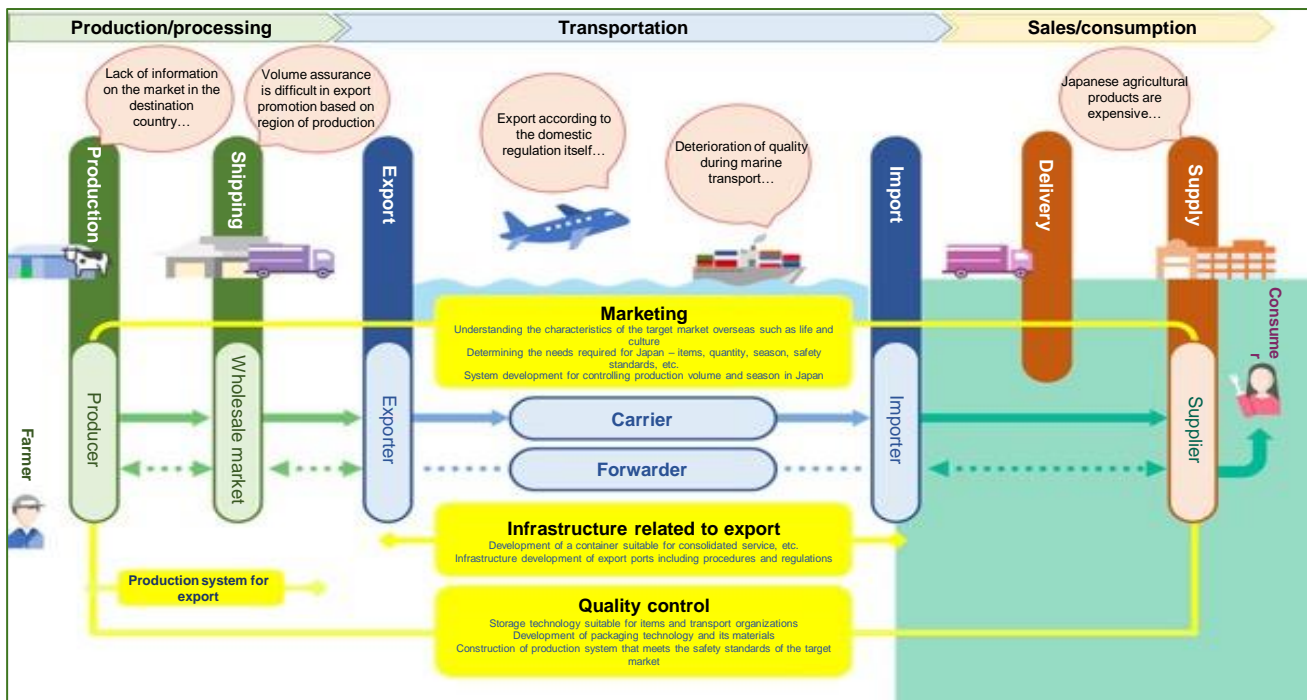 Production/processing
Transportation
Sales/consumption
Lack of information
on the market in the
destination
country…
Volume assurance
is difficult in export
promotion based on
region of production
Export according to
the domestic
regulation itself…
Deterioration of quality
during marine
transport…
Japanese agricultural
products are
expensive…
Production
Shipping
Export
Import
Delivery
Supply
Marketing
Understanding the characteristics of the target market overseas such as life and
culture
Determining the needs required for Japan – items, quantity, season, safety
standards, etc.
System development for controlling production volume and season in Japan
Consume
r
Farmer
Producer
Wholesale market
Exporter
Carrier
Forwarder
Importer
Supplier
Infrastructure related to export
Development of a container suitable for consolidated service, etc.
Infrastructure development of export ports including procedures and regulations
Production system for
export
Quality control
Storage technology suitable for items and transport organizations
Development of packaging technology and its materials
Construction of production system that meets the safety standards of the target
market